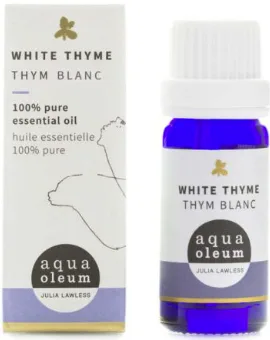 WHITE THYME
THYM BLANC
100% pure
essential oil
huile essentielle
100% pure
aqua
oleum
JULIA LAWLESS
WHITE THYME
THYM BLANC
aqua
oleum
JULIA LAWLESS